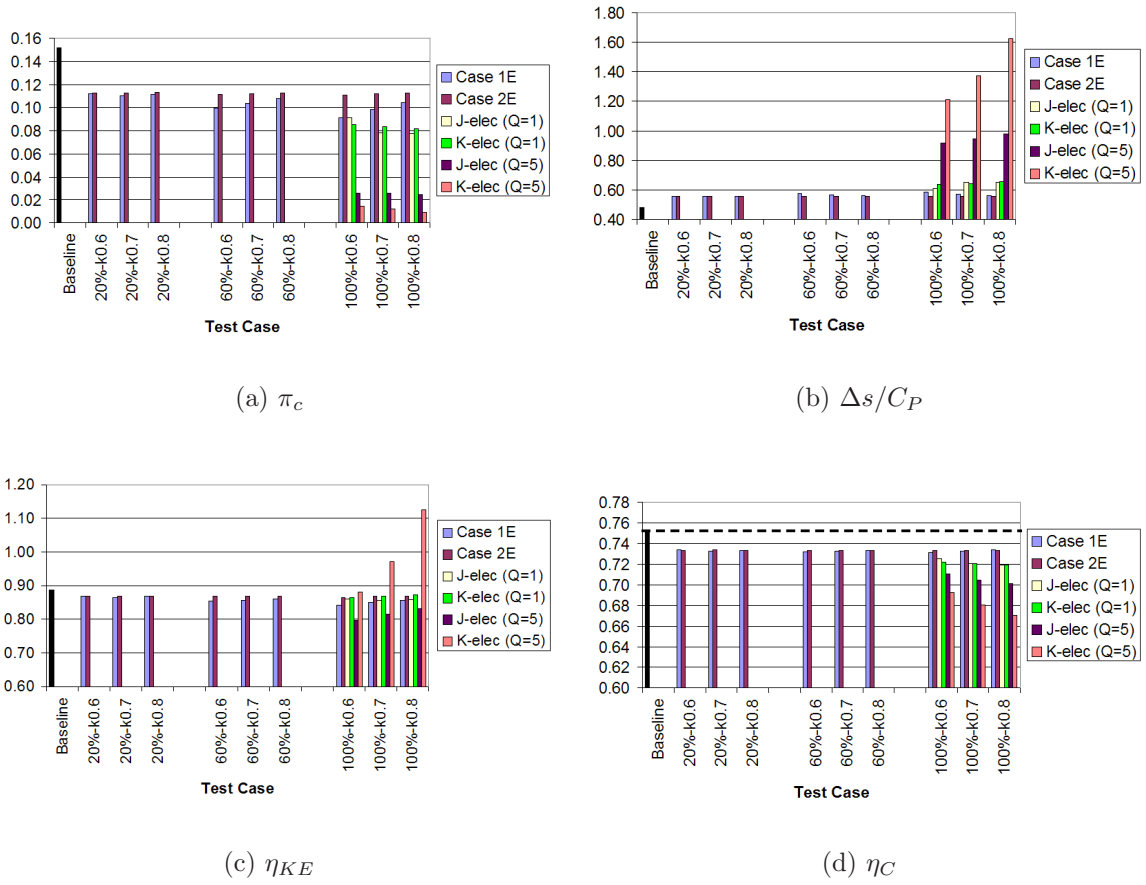 0.16
0.14
0.12
0.10
0.08
0.06
0.04
0.02
0.00
Baseline
20%-k0.6
20%-k0.7
20%-k0.8
60%-k0.6
60%-k0.7
60%-k0.8
100%-k0.6
100%-k0.7
100%-k0.8
Test Case
Case 1E
Case 2E
J-elec (Q=1)
K-elec (Q=1)
J-elec (Q=5)
K-elec (Q=5)
(a) π_c
1.80
1.60
1.40
1.20
1.00
0.80
0.60
0.40
Baseline
20%-k0.6
20%-k0.7
20%-k0.8
60%-k0.6
60%-k0.7
60%-k0.8
100%-k0.6
100%-k0.7
100%-k0.8
Test Case
Case 1E
Case 2E
J-elec (Q=1)
K-elec (Q=1)
J-elec (Q=5)
K-elec (Q=5)
(b) Δs/C_P
1.20
1.10
1.00
0.90
0.80
0.70
0.60
Baseline
20%-k0.6
20%-k0.7
20%-k0.8
60%-k0.6
60%-k0.7
60%-k0.8
100%-k0.6
100%-k0.7
100%-k0.8
Test Case
Case 1E
Case 2E
J-elec (Q=1)
K-elec (Q=1)
J-elec (Q=5)
K-elec (Q=5)
(c) η_KE
0.78
0.76
0.74
0.72
0.70
0.68
0.66
0.64
0.62
0.60
Baseline
20%-k0.6
20%-k0.7
20%-k0.8
60%-k0.6
60%-k0.7
60%-k0.8
100%-k0.6
100%-k0.7
100%-k0.8
Test Case
Case 1E
Case 2E
J-elec (Q=1)
K-elec (Q=1)
J-elec (Q=5)
K-elec (Q=5)
(d) η_C